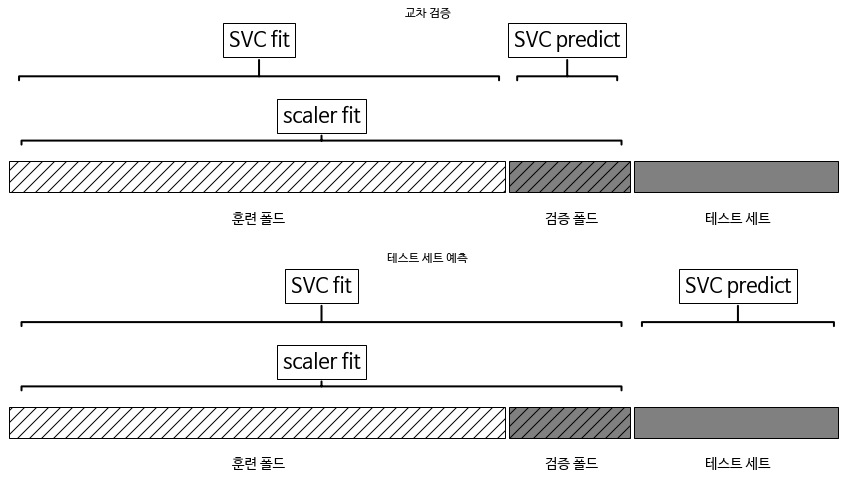 교차 검증
SVC fit
SVC predict
scaler fit
훈련 폴드
검증 폴드
테스트 세트
테스트 세트 예측
SVC fit
SVC predict
scaler fit
훈련 폴드
검증 폴드
테스트 세트